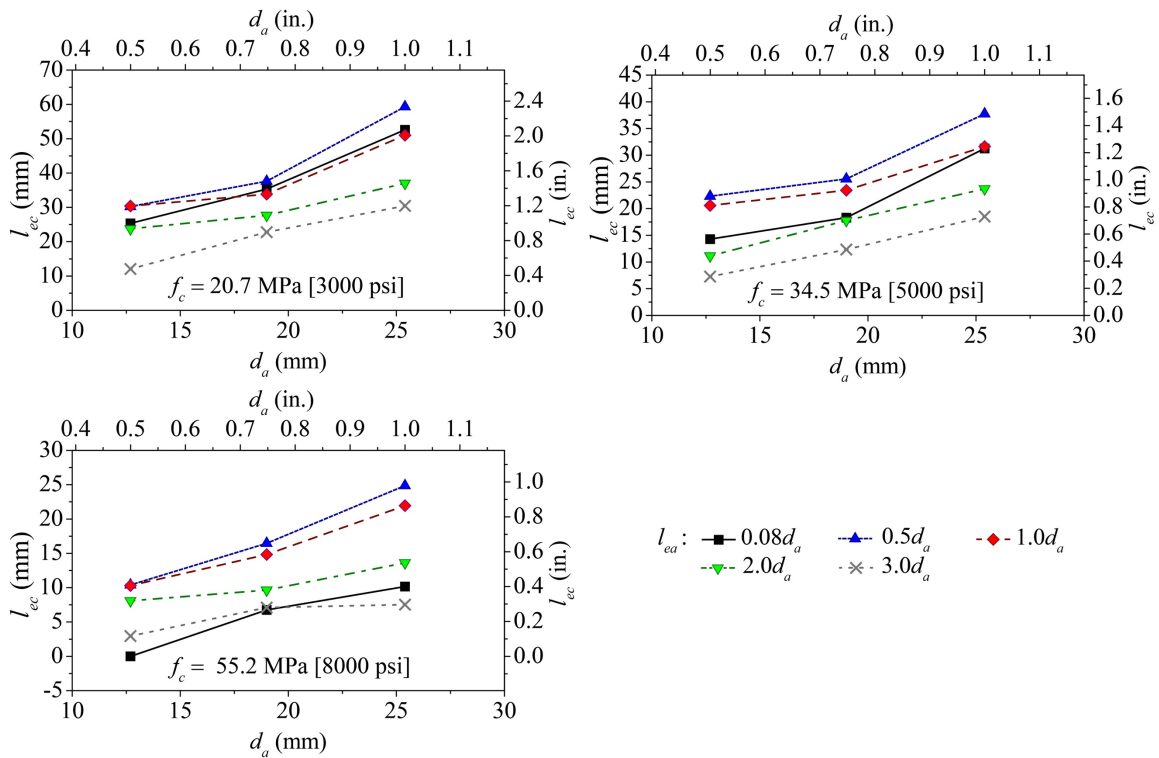 d_a (in.)
0.4 0.5 0.6 0.7 0.8 0.9 1.0 1.1
70
60
50
40
30
20
10
0
l_ec (mm)
2.4
2.0
1.6
1.2
0.8
0.4
0.0
l_ec (in.)
f_c = 20.7 MPa [3000 psi]
10 15 20 25 30
d_a (mm)
d_a (in.)
0.4 0.5 0.6 0.7 0.8 0.9 1.0 1.1
45
40
35
30
25
20
15
10
5
0
l_ec (mm)
1.6
1.4
1.2
1.0
0.8
0.6
0.4
0.2
0.0
l_ec (in.)
f_c = 34.5 MPa [5000 psi]
10 15 20 25 30
d_a (mm)
d_a (in.)
0.4 0.5 0.6 0.7 0.8 0.9 1.0 1.1
30
25
20
15
10
5
0
-5
l_ec (mm)
1.0
0.8
0.6
0.4
0.2
0.0
l_ec (in.)
f_c = 55.2 MPa [8000 psi]
10 15 20 25 30
d_a (mm)
l_ea : 0.08d_a 0.5d_a 1.0d_a
2.0d_a 3.0d_a